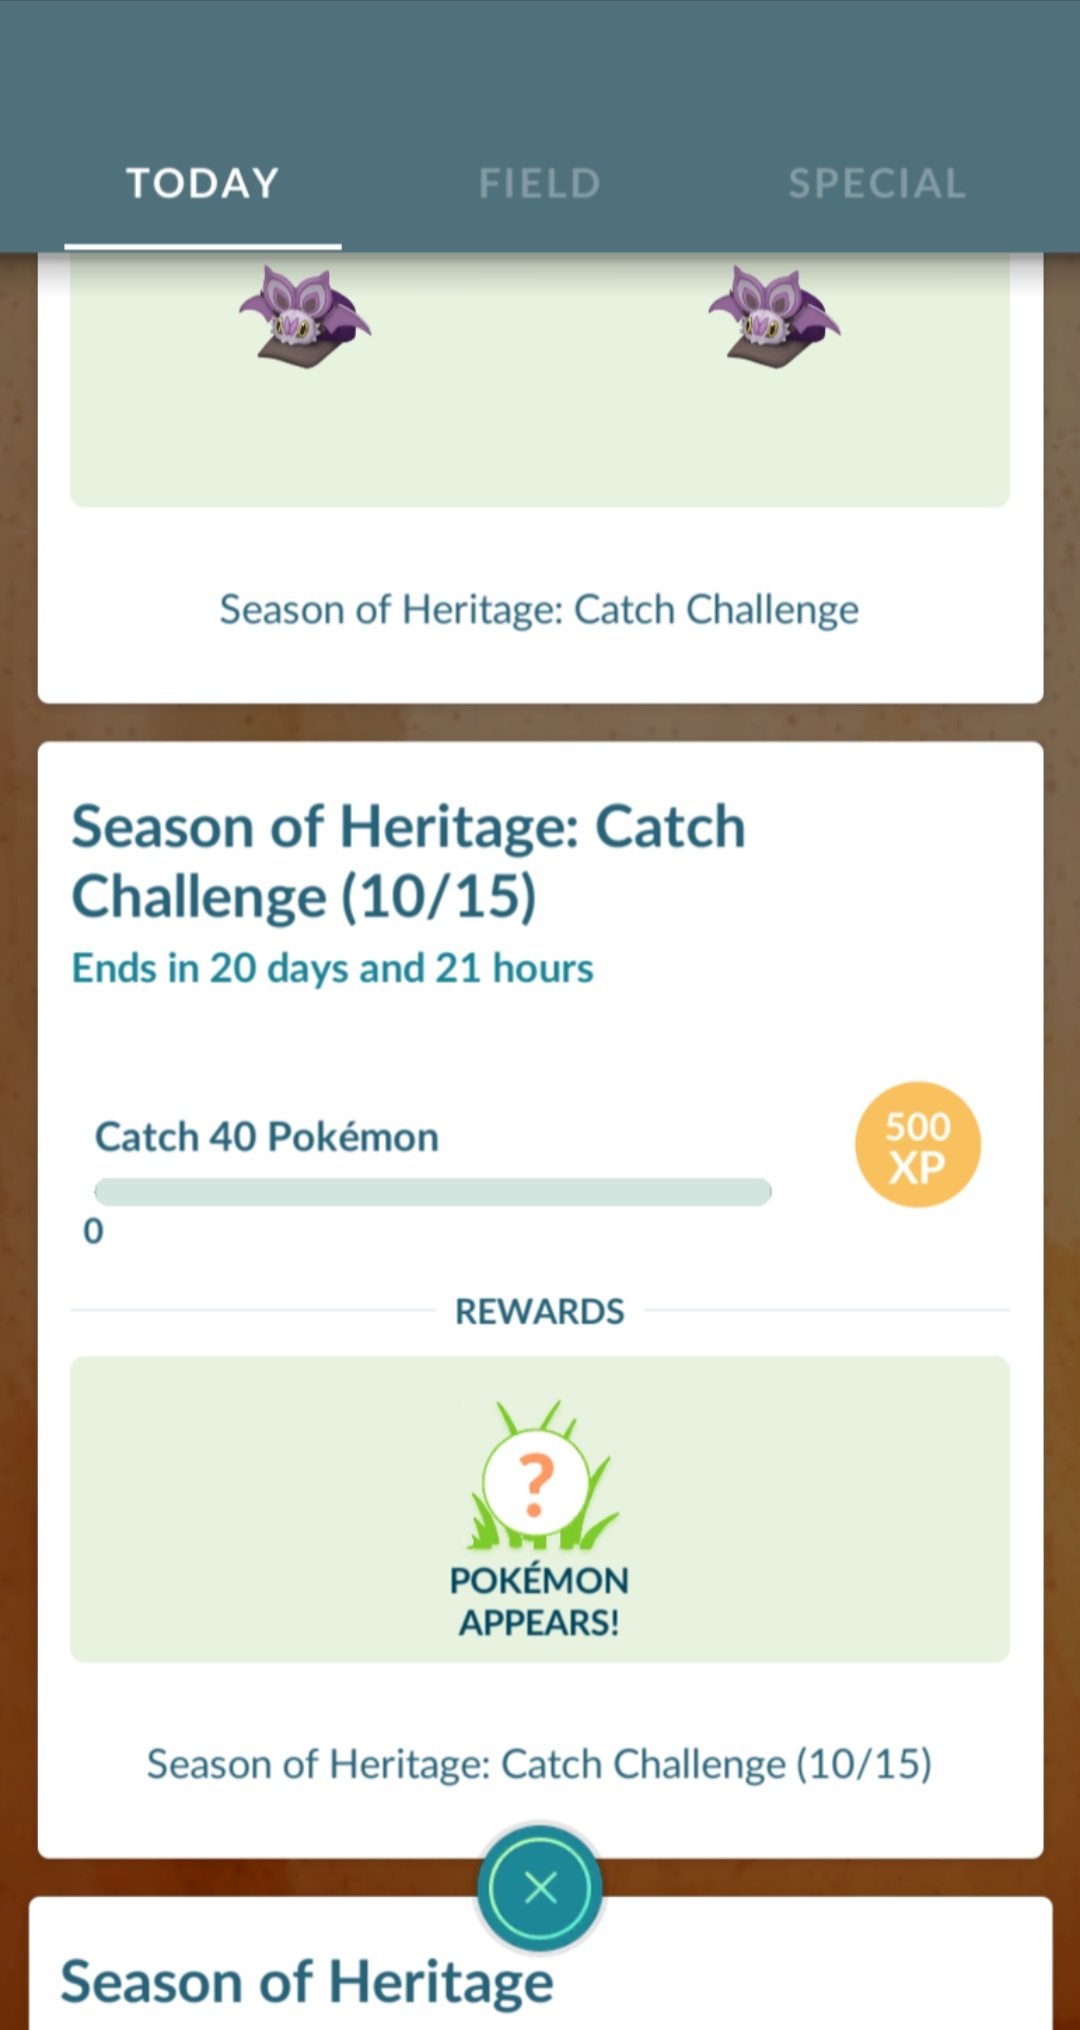 TODAY FIELD SPECIAL
Season of Heritage: Catch Challenge
Season of Heritage: Catch
Challenge (10/15)
Ends in 20 days and 21 hours
Catch 40 Pokémon
500
XP
0
REWARDS
?
POKÉMON
APPEARS!
Season of Heritage: Catch Challenge (10/15)
Season of Heritage